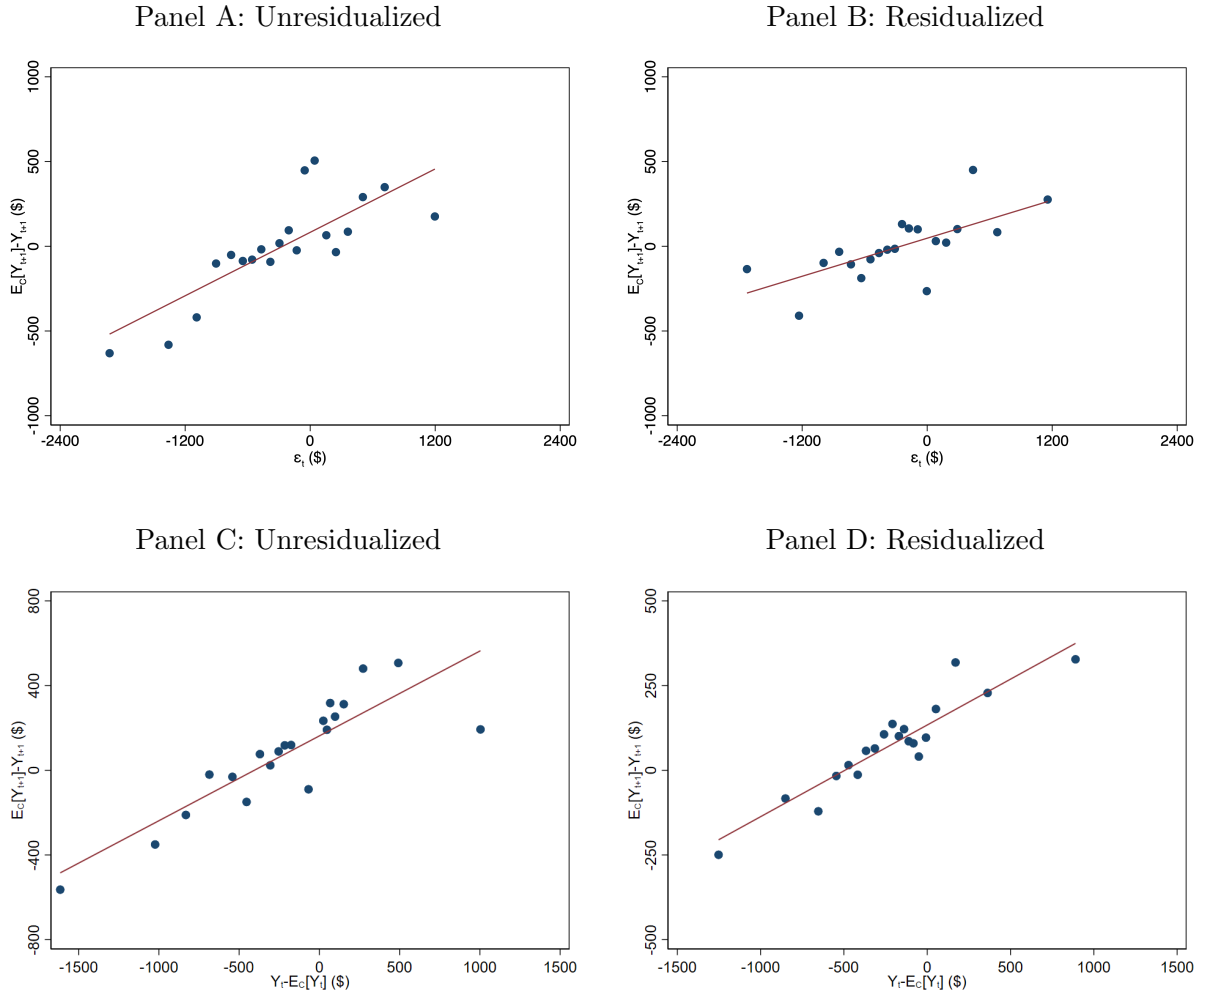 Panel A: Unresidualized
Panel B: Residualized
E_C[Y_{t+1}]-Y_{t+1} ($)
1000
500
0
-500
-1000
-2400 -1200 0 1200 2400
ε_t ($)
E_C[Y_{t+1}]-Y_{t+1} ($)
1000
500
0
-500
-1000
-2400 -1200 0 1200 2400
ε_t ($)
Panel C: Unresidualized
Panel D: Residualized
E_C[Y_{t+1}]-Y_{t+1} ($)
800
400
0
-400
-800
-1500 -1000 -500 0 500 1000 1500
Y_t-E_C[Y_t] ($)
E_C[Y_{t+1}]-Y_{t+1} ($)
500
250
0
-250
-500
-1500 -1000 -500 0 500 1000 1500
Y_t-E_C[Y_t] ($)